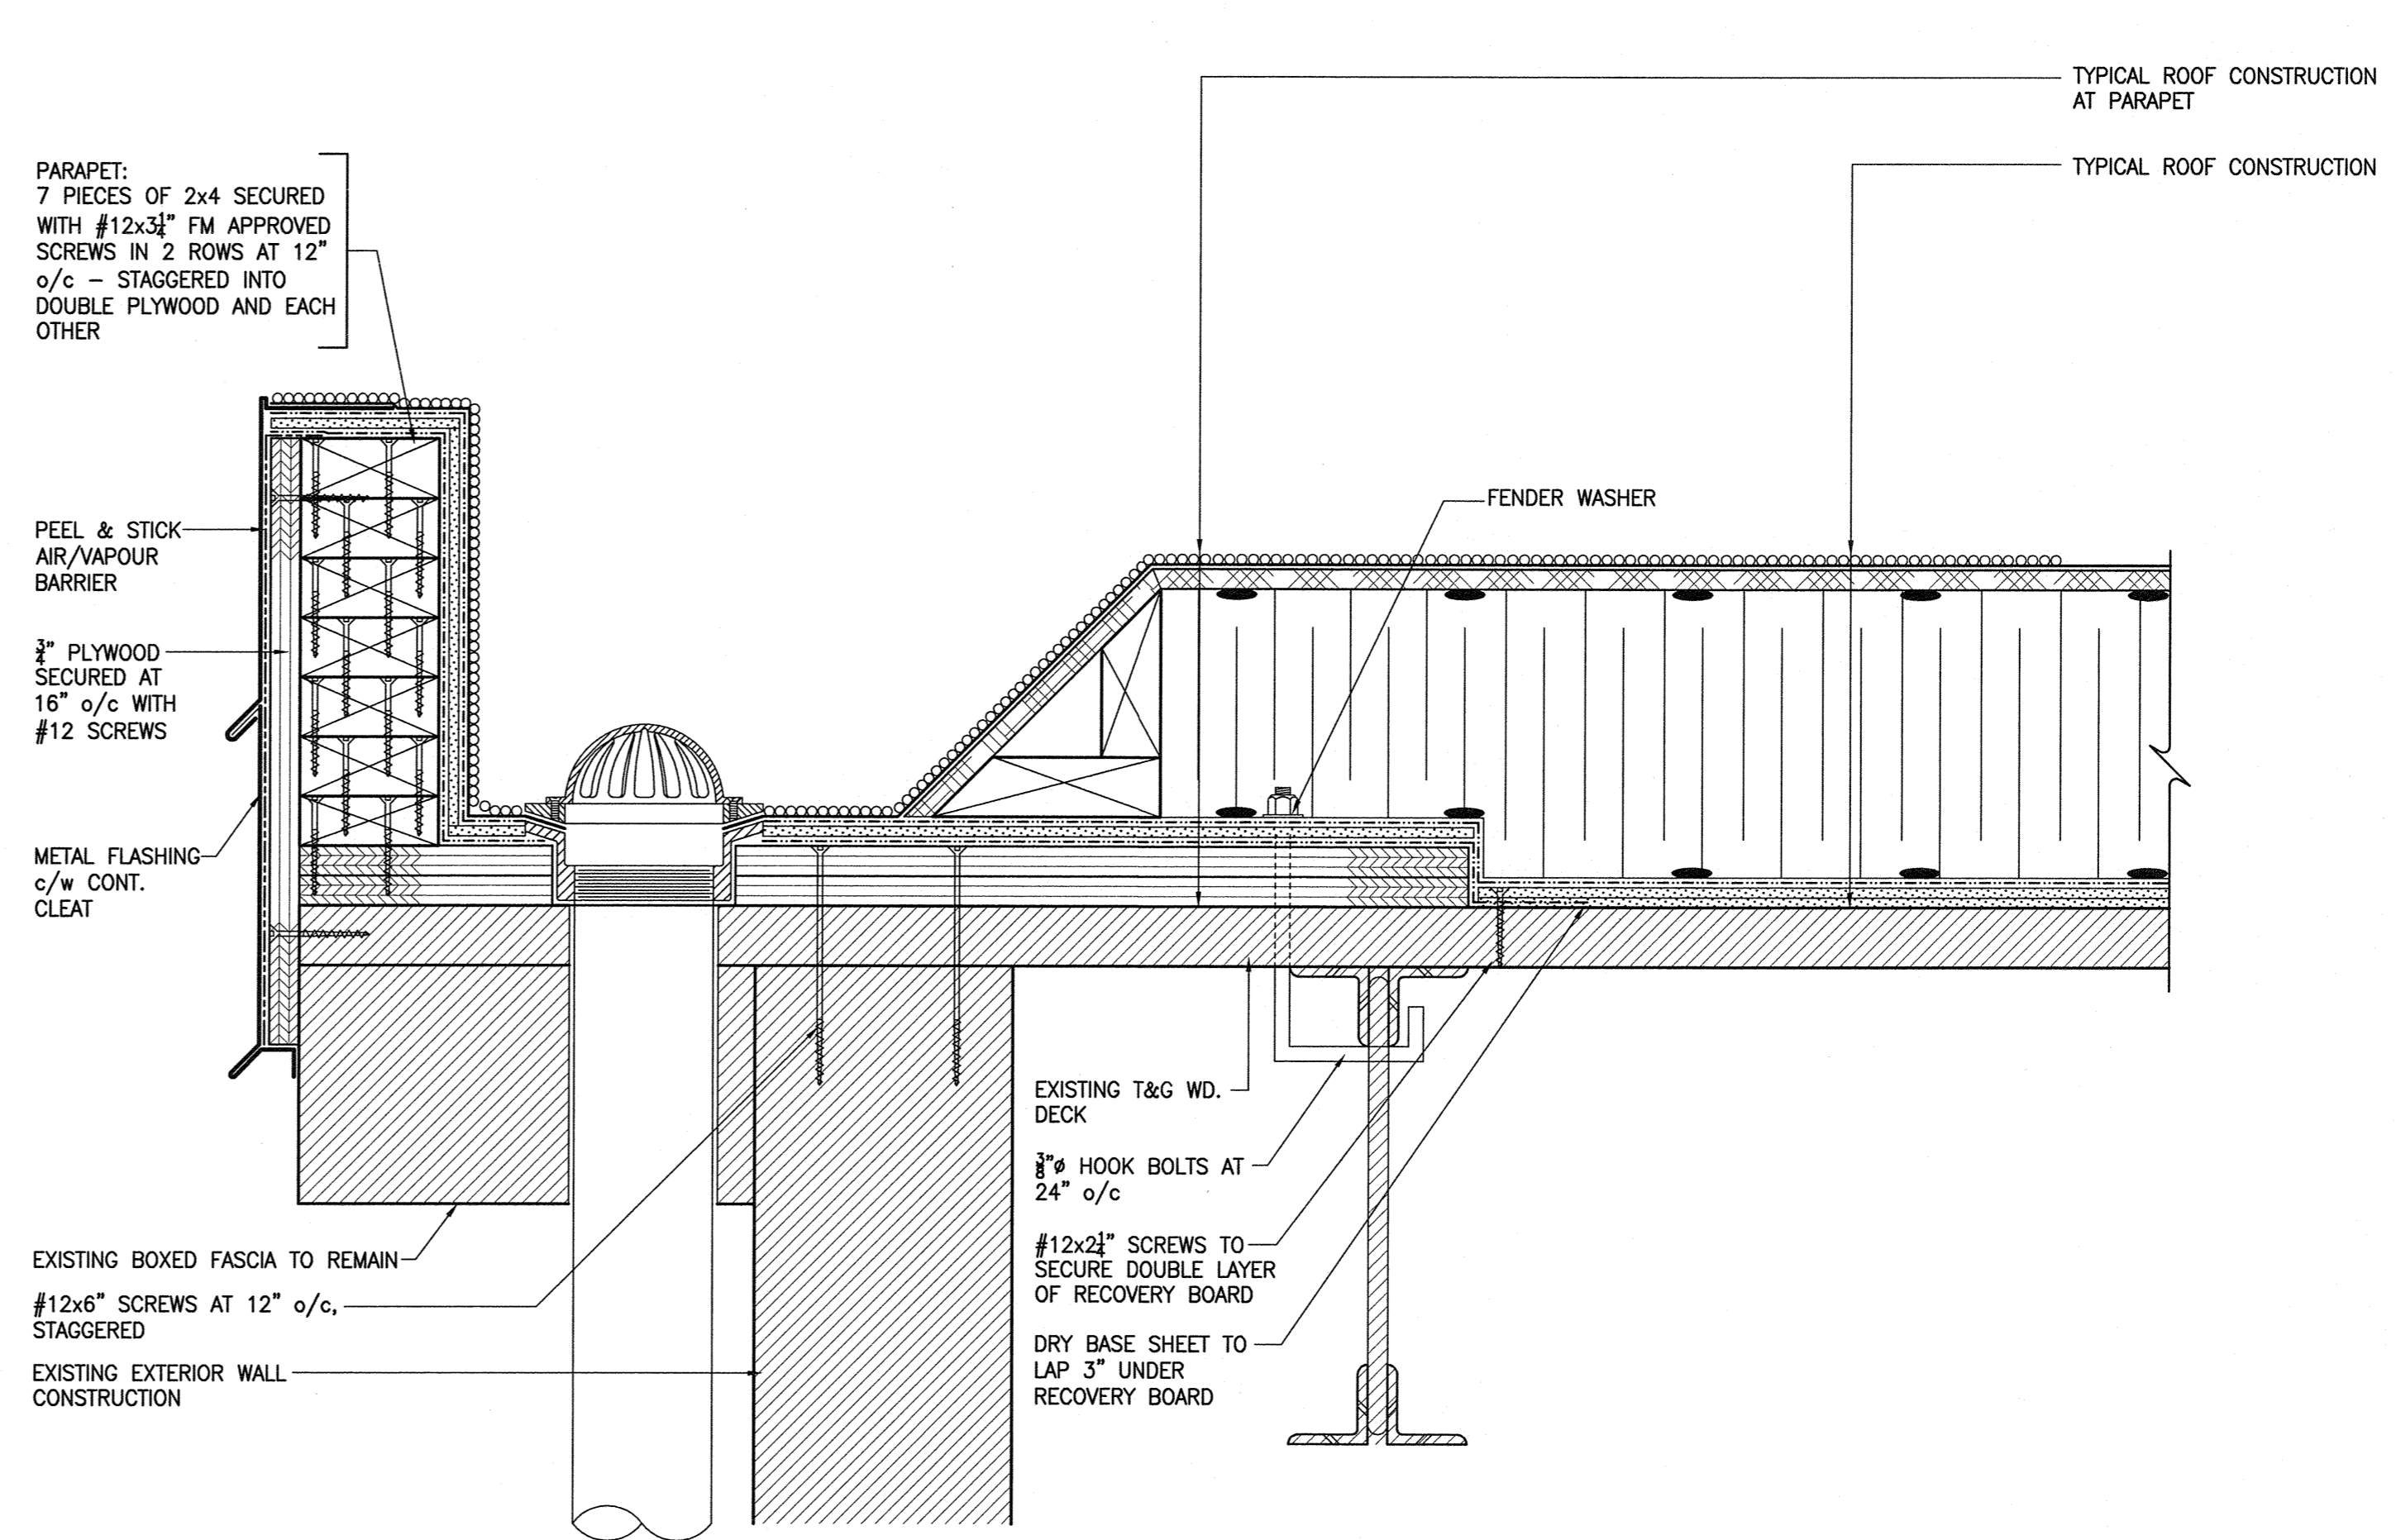 TYPICAL ROOF CONSTRUCTION
AT PARAPET
TYPICAL ROOF CONSTRUCTION
PARAPET:
7 PIECES OF 2x4 SECURED
WITH #12x3¼" FM APPROVED
SCREWS IN 2 ROWS AT 12"
o/c – STAGGERED INTO
DOUBLE PLYWOOD AND EACH
OTHER
FENDER WASHER
PEEL & STICK
AIR/VAPOUR
BARRIER
¾" PLYWOOD
SECURED AT
16" o/c WITH
#12 SCREWS
METAL FLASHING
c/w CONT.
CLEAT
EXISTING BOXED FASCIA TO REMAIN
#12x6" SCREWS AT 12" o/c,
STAGGERED
EXISTING EXTERIOR WALL
CONSTRUCTION
EXISTING T&G WD.
DECK
⅜"ø HOOK BOLTS AT
24" o/c
#12x2¼" SCREWS TO
SECURE DOUBLE LAYER
OF RECOVERY BOARD
DRY BASE SHEET TO
LAP 3" UNDER
RECOVERY BOARD